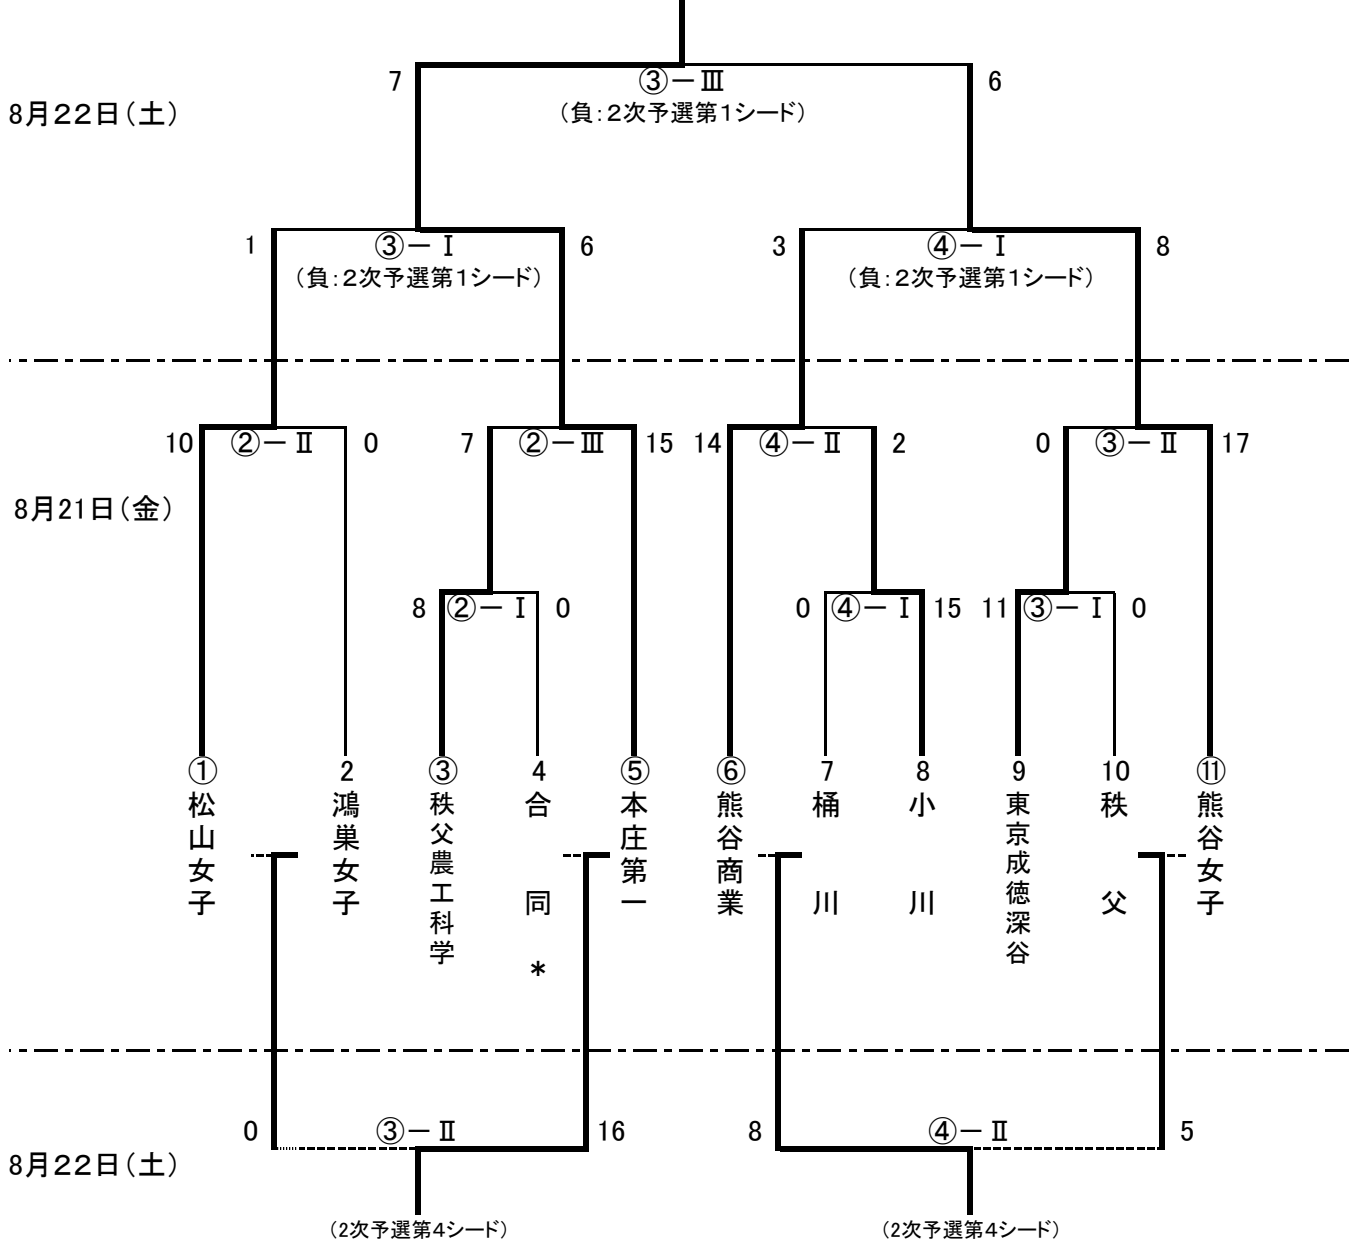 7 ③－Ⅲ 6
8月22日（土） （負：２次予選第１シード）
1 ③－Ⅰ 6 3 ④－Ⅰ 8
（負：２次予選第１シード） （負：２次予選第１シード）
10 ②－Ⅱ 0 7 ②－Ⅲ 15 14 ④－Ⅱ 2 0 ③－Ⅱ 17
8月21日（金）
8 ②－Ⅰ 0 0 ④－Ⅰ 15 11 ③－Ⅰ 0
① 松山女子
2 鴻巣女子
③ 秩父農工科学
4 合同*
⑤ 本庄第一
⑥ 熊谷商業
7 桶川
8 小川
9 東京成徳深谷
10 秩父
⑪ 熊谷女子
0 ③－Ⅱ 16 8 ④－Ⅱ 5
8月22日（土）
（2次予選第4シード） （2次予選第4シード）